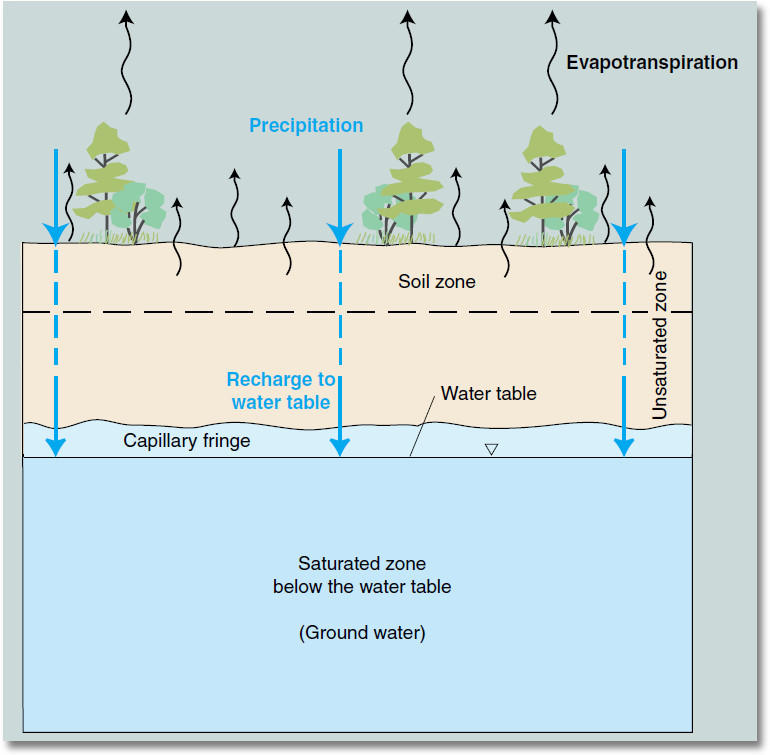 Evapotranspiration
Precipitation
Soil zone
Unsaturated zone
Recharge to
water table
Water table
Capillary fringe
Saturated zone
below the water table
(Ground water)